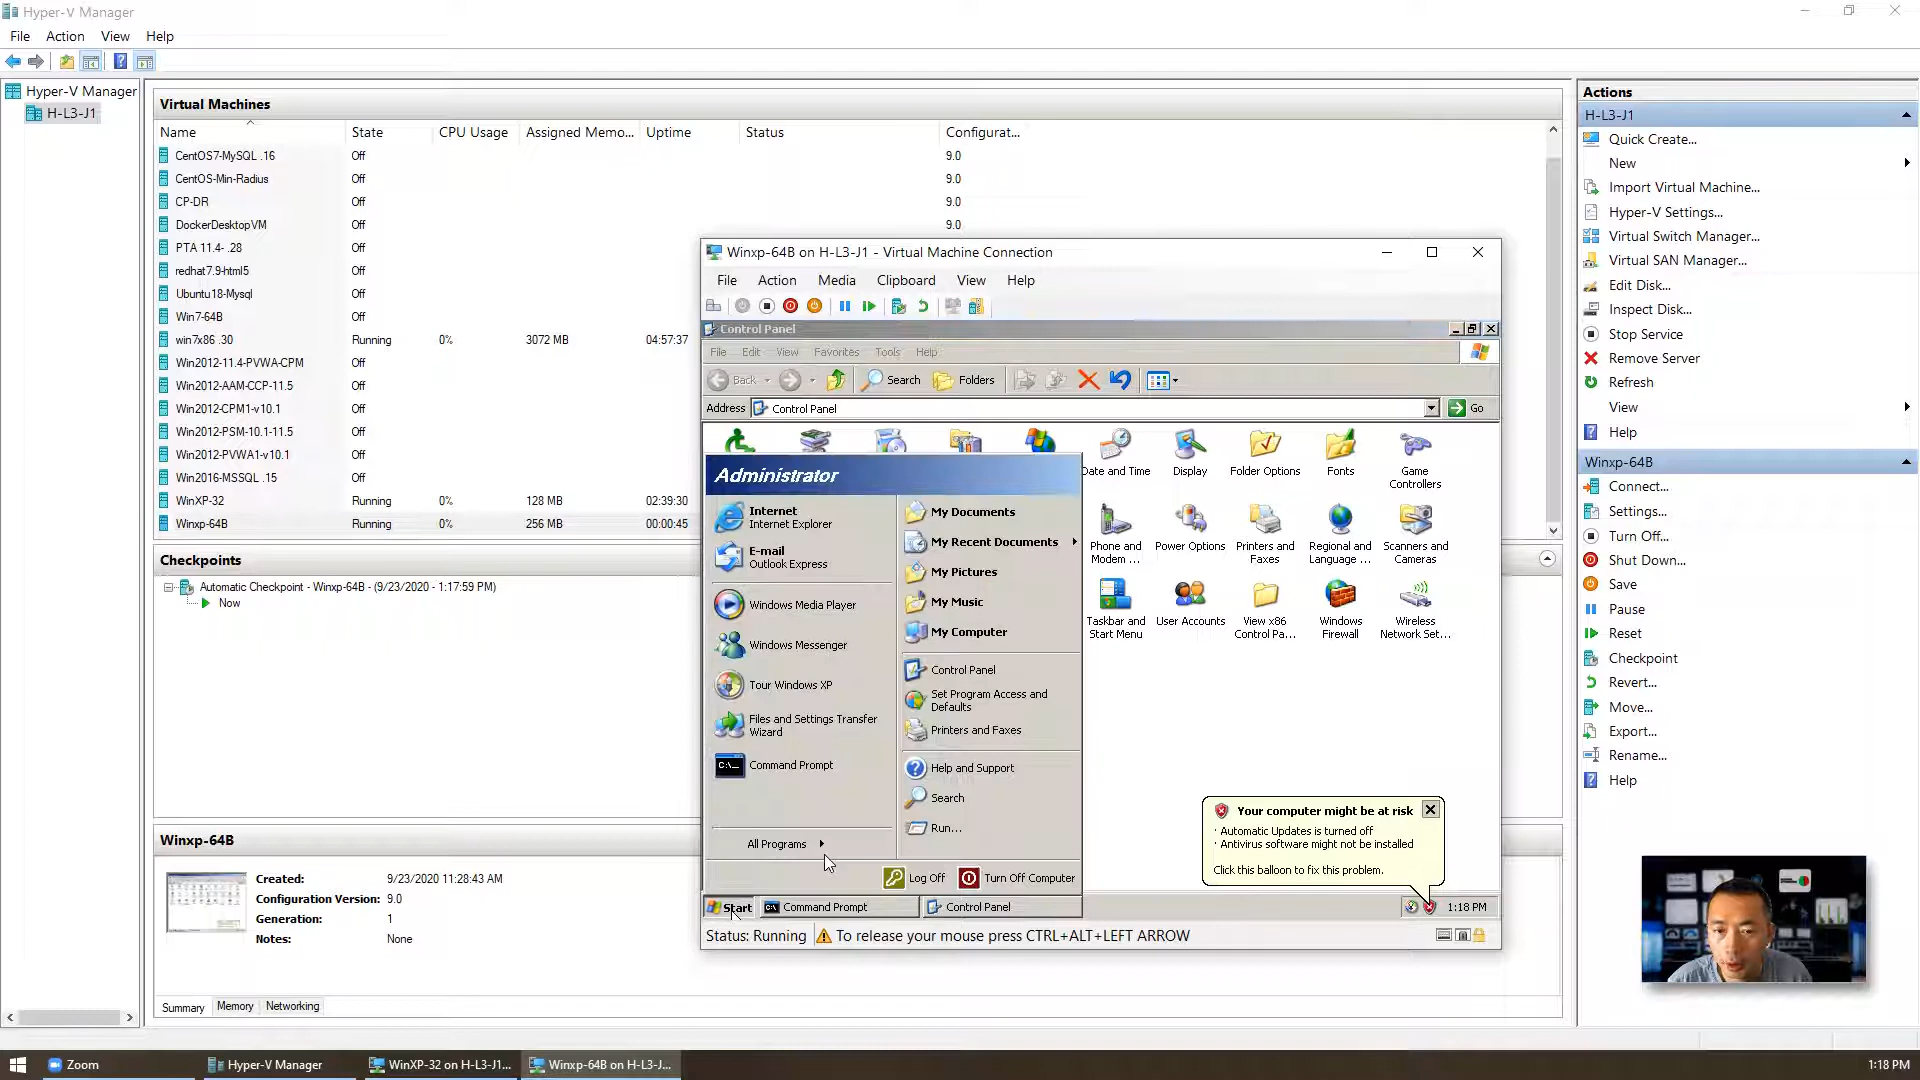 Hyper-V Manager
File Action View Help
Hyper-V Manager
H-L3-J1
Virtual Machines
Name State CPU Usage Assigned Memo... Uptime Status Configurat...
CentOS7-MySQL .16 Off 9.0
CentOS-Min-Radius Off 9.0
CP-DR Off 9.0
DockerDesktopVM Off 9.0
PTA 11.4- .28 Off
redhat7.9-html5 Off
Ubuntu18-Mysql Off
Win7-64B Off
win7x86 .30 Running 0% 3072 MB 04:57:37
Win2012-11.4-PVWA-CPM Off
Win2012-AAM-CCP-11.5 Off
Win2012-CPM1-v10.1 Off
Win2012-PSM-10.1-11.5 Off
Win2012-PVWA1-v10.1 Off
Win2016-MSSQL .15 Off
WinXP-32 Running 0% 128 MB 02:39:30
Winxp-64B Running 0% 256 MB 00:00:45
Checkpoints
Automatic Checkpoint - Winxp-64B - (9/23/2020 - 1:17:59 PM)
Now
Winxp-64B
Created: 9/23/2020 11:28:43 AM
Configuration Version: 9.0
Generation: 1
Notes: None
Summary Memory Networking
Winxp-64B on H-L3-J1 - Virtual Machine Connection
File Action Media Clipboard View Help
Control Panel
File Edit View Favorites Tools Help
Back Search Folders
Address Control Panel Go
Date and Time Display Folder Options Fonts Game Controllers
Phone and Modem ... Power Options Printers and Faxes Regional and Language ... Scanners and Cameras
Taskbar and Start Menu User Accounts View x86 Control Pa... Windows Firewall Wireless Network Set...
Administrator
Internet
Internet Explorer
E-mail
Outlook Express
Windows Media Player
Windows Messenger
Tour Windows XP
Files and Settings Transfer Wizard
Command Prompt
C:\_
All Programs
My Documents
My Recent Documents
My Pictures
My Music
My Computer
Control Panel
Set Program Access and Defaults
Printers and Faxes
Help and Support
Search
Run...
Log Off Turn Off Computer
Your computer might be at risk
· Automatic Updates is turned off
· Antivirus software might not be installed
Click this balloon to fix this problem.
Start Command Prompt Control Panel 1:18 PM
Status: Running To release your mouse press CTRL+ALT+LEFT ARROW
Actions
H-L3-J1
Quick Create...
New
Import Virtual Machine...
Hyper-V Settings...
Virtual Switch Manager...
Virtual SAN Manager...
Edit Disk...
Inspect Disk...
Stop Service
Remove Server
Refresh
View
Help
Winxp-64B
Connect...
Settings...
Turn Off...
Shut Down...
Save
Pause
Reset
Checkpoint
Revert...
Move...
Export...
Rename...
Help
Zoom Hyper-V Manager WinXP-32 on H-L3-J1... Winxp-64B on H-L3-J... 1:18 PM